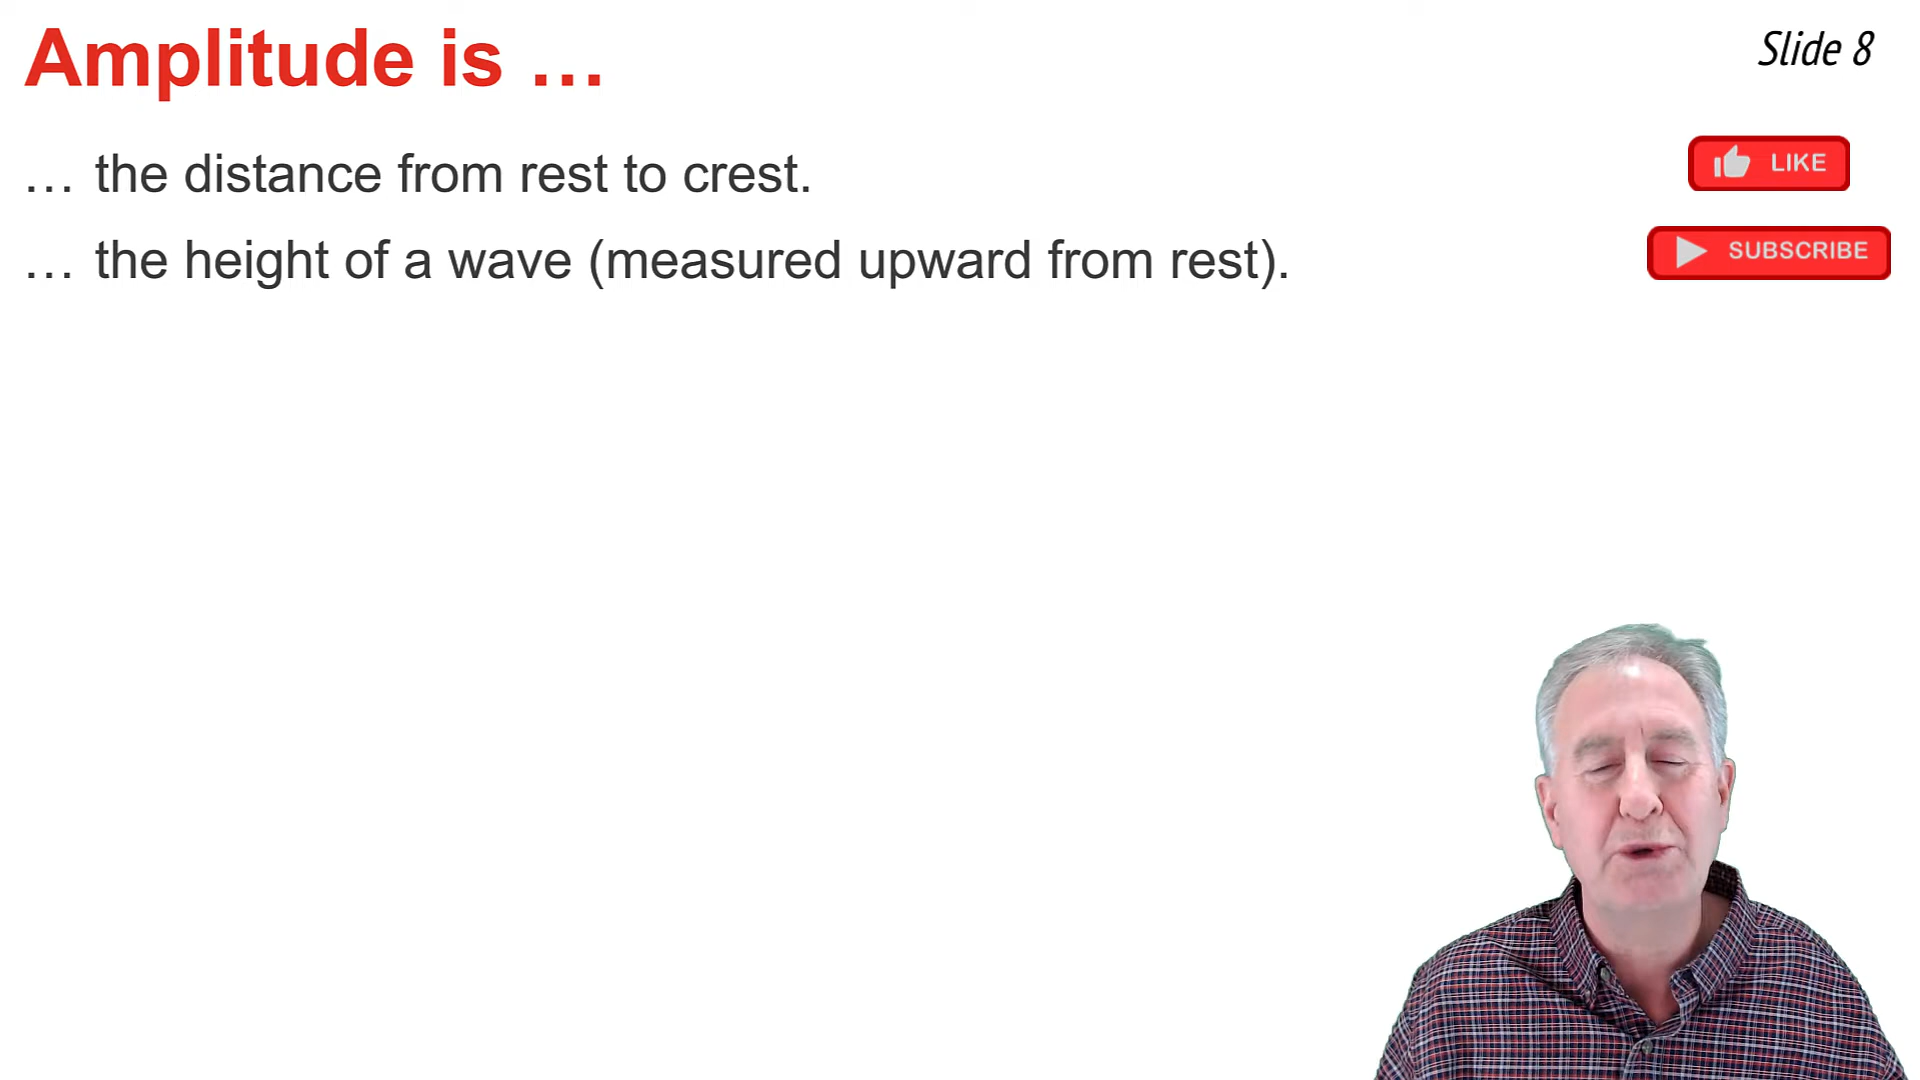 Amplitude is …
Slide 8
… the distance from rest to crest.
LIKE
… the height of a wave (measured upward from rest).
SUBSCRIBE